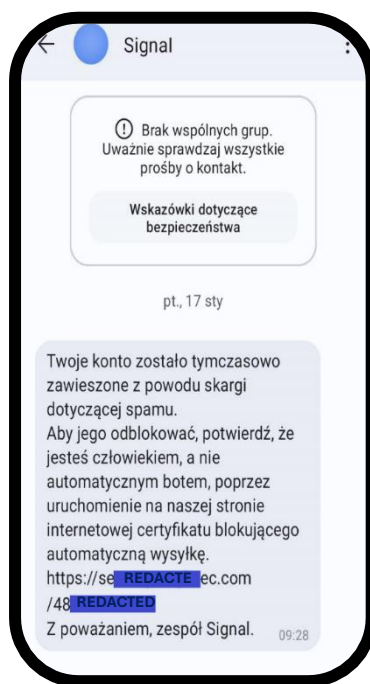 Signal
Brak wspólnych grup.
Uważnie sprawdzaj wszystkie
prośby o kontakt.
Wskazówki dotyczące
bezpieczeństwa
pt., 17 sty
Twoje konto zostało tymczasowo
zawieszone z powodu skargi
dotyczącej spamu.
Aby jego odblokować, potwierdź, że
jesteś człowiekiem, a nie
automatycznym botem, poprzez
uruchomienie na naszej stronie
internetowej certyfikatu blokującego
automatyczną wysyłkę.
https://se REDACTE ec.com
/48 REDACTED
Z poważaniem, zespół Signal. 09:28